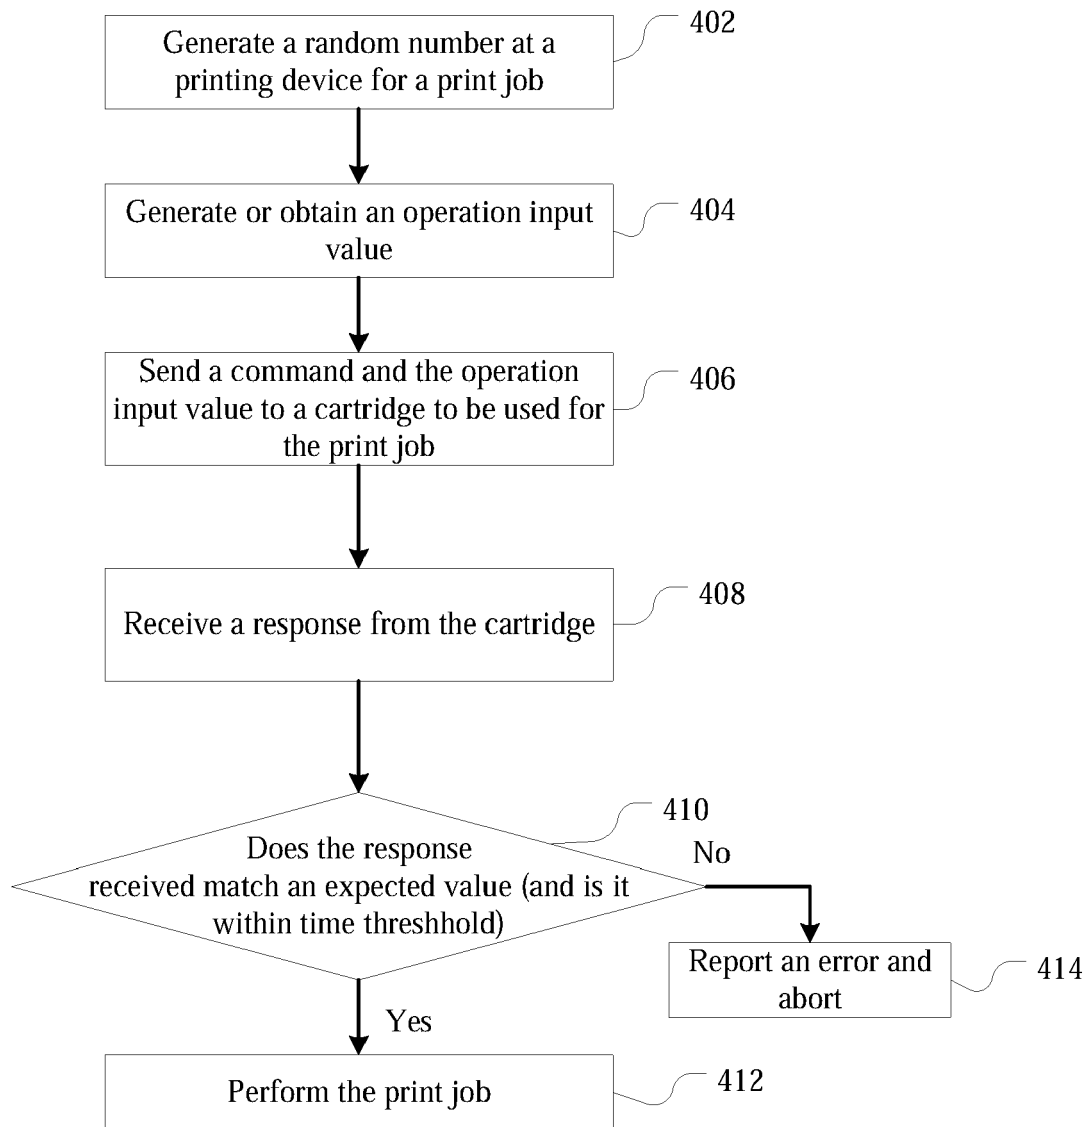 Generate a random number at a
printing device for a print job
402
Generate or obtain an operation input
value
404
Send a command and the operation
input value to a cartridge to be used for
the print job
406
Receive a response from the cartridge
408
Does the response
received match an expected value (and is it
within time threshhold)
410
No
Report an error and
abort
414
Yes
Perform the print job
412